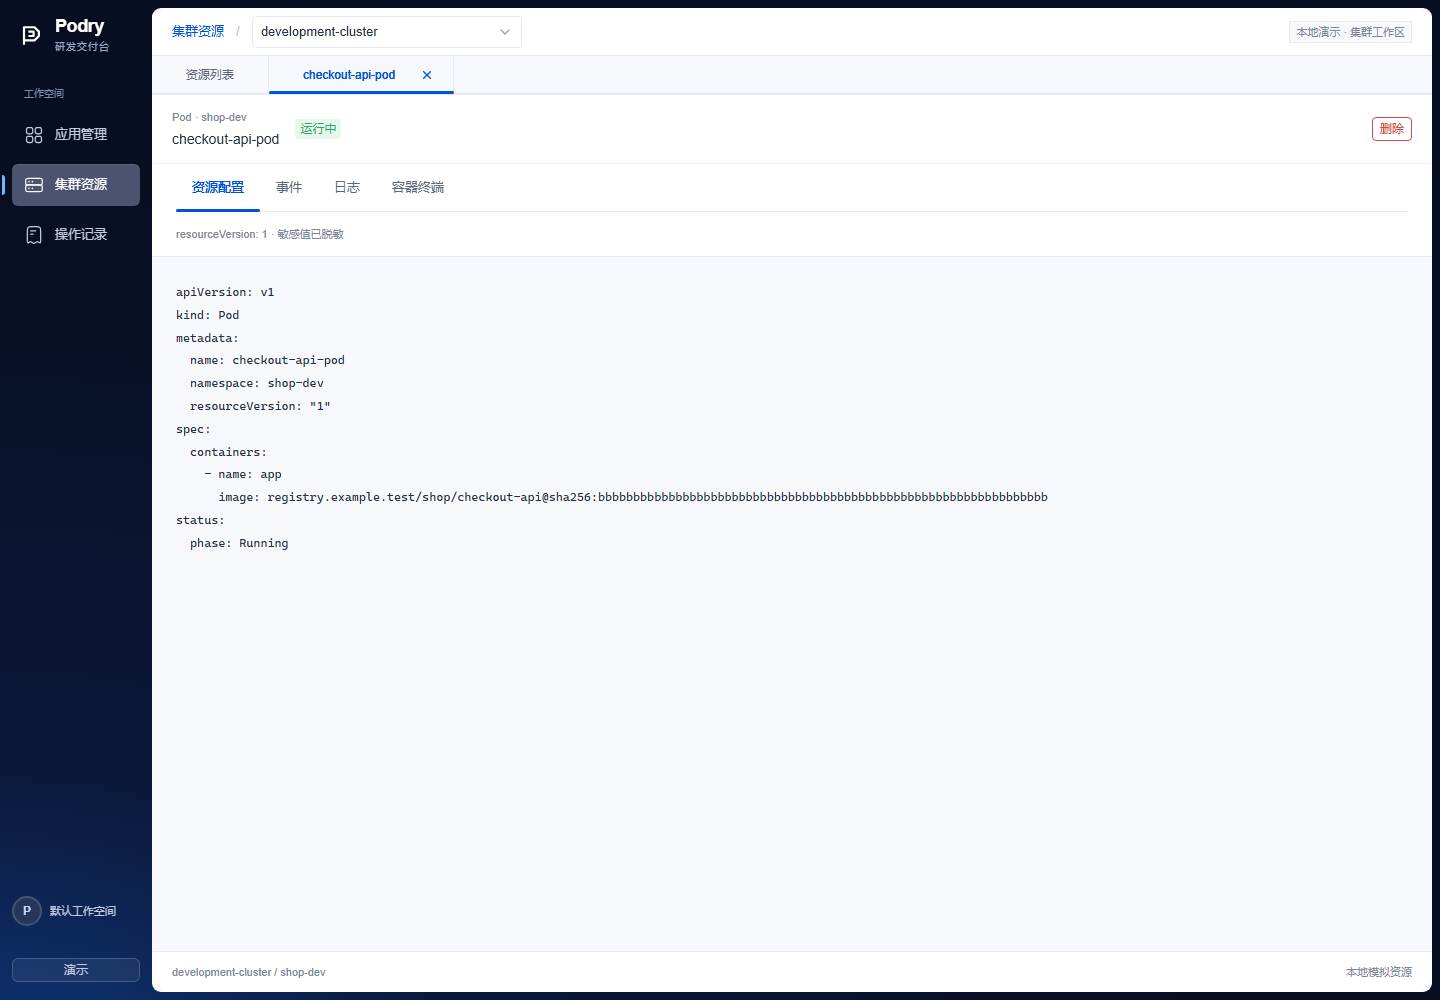 Podry
研发交付台
工作空间
应用管理
集群资源
操作记录
P 默认工作空间
演示
集群资源 / development-cluster
本地演示 · 集群工作区
资源列表
checkout-api-pod
Pod · shop-dev
checkout-api-pod
运行中
删除
资源配置 事件 日志 容器终端
resourceVersion: 1 · 敏感值已脱敏
apiVersion: v1
kind: Pod
metadata:
  name: checkout-api-pod
  namespace: shop-dev
  resourceVersion: "1"
spec:
  containers:
    - name: app
      image: registry.example.test/shop/checkout-api@sha256:bbbbbbbbbbbbbbbbbbbbbbbbbbbbbbbbbbbbbbbbbbbbbbbbbbbbbbbbbbbbbbbb
status:
  phase: Running
development-cluster / shop-dev
本地模拟资源